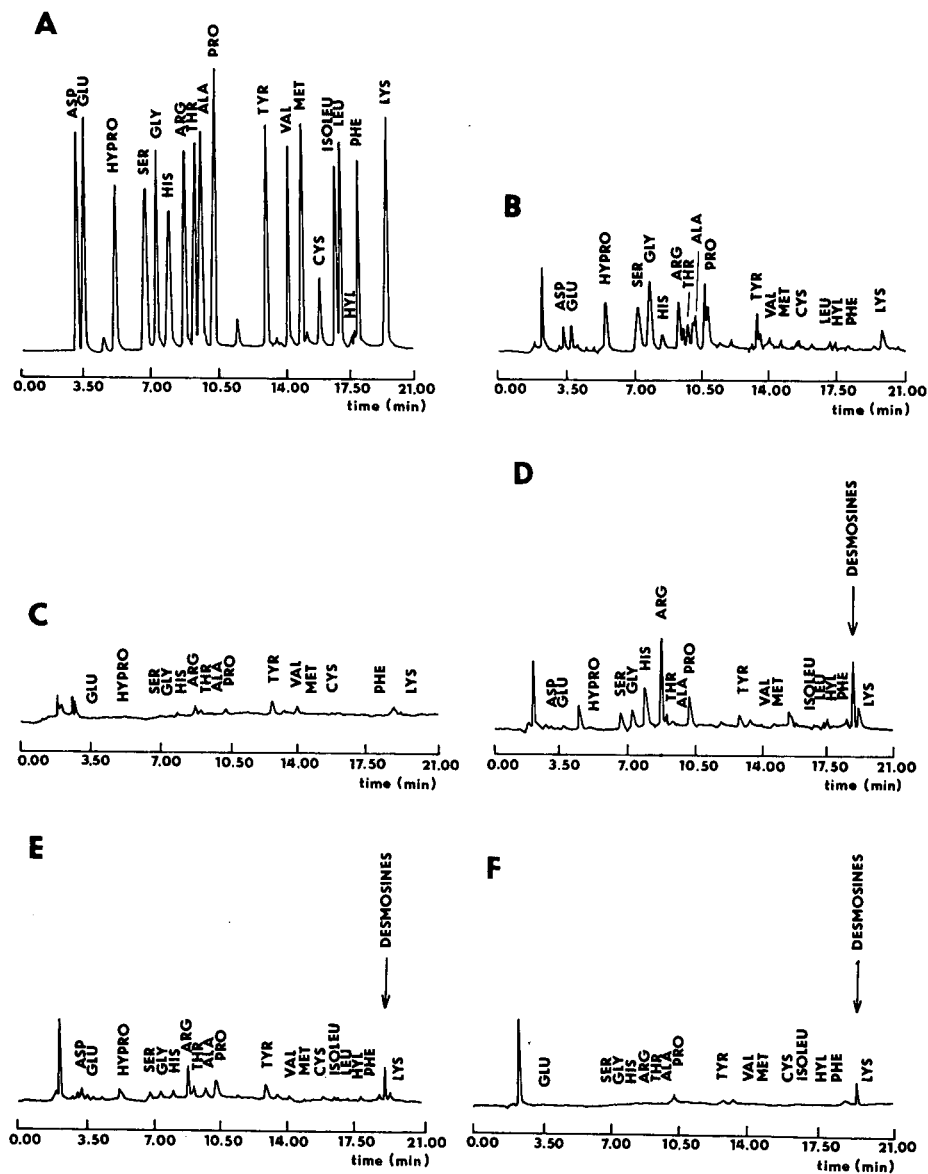 A
ASP
GLU
HYPRO
SER
GLY
HIS
ARG
THR
ALA
PRO
TYR
VAL
MET
CYS
ISOLEU
LEU
HYL
PHE
LYS
0.00 3.50 7.00 10.50 14.00 17.50 21.00
time (min)
B
ASP
GLU
HYPRO
SER
GLY
HIS
ARG
THR
ALA
PRO
TYR
VAL
MET
CYS
LEU
HYL
PHE
LYS
0.00 3.50 7.00 10.50 14.00 17.50 21.00
time (min)
C
GLU
HYPRO
SER
GLY
HIS
ARG
THR
ALA
PRO
TYR
VAL
MET
CYS
PHE
LYS
0.00 3.50 7.00 10.50 14.00 17.50 21.00
time (min)
D
ASP
GLU
HYPRO
SER
GLY
HIS
ARG
THR
ALA
PRO
TYR
VAL
MET
ISOLEU
LEU
HYL
PHE
DESMOSINES
LYS
0.00 3.50 7.00 10.50 14.00 17.50 21.00
time (min)
E
ASP
GLU
HYPRO
SER
GLY
HIS
ARG
THR
ALA
PRO
TYR
VAL
MET
CYS
ISOLEU
LEU
HYL
PHE
DESMOSINES
LYS
0.00 3.50 7.00 10.50 14.00 17.50 21.00
time (min)
F
GLU
SER
GLY
HIS
ARG
THR
ALA
PRO
TYR
VAL
MET
CYS
ISOLEU
HYL
PHE
DESMOSINES
LYS
0.00 3.50 7.00 10.50 14.00 17.50 21.00
time (min)